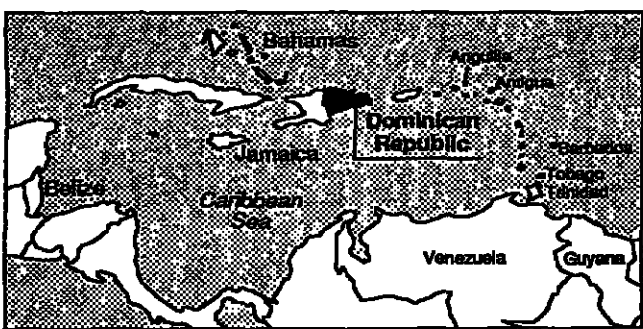 Bahamas
Anguilla
Antigua
Dominican
Republic
Jamaica
Barbados
Tobago
Trinidad
Belize
Caribbean
Sea
Venezuela
Guyana